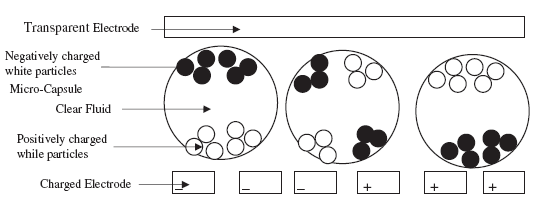 Transparent Electrode
Negatively charged
white particles
Micro-Capsule
Clear Fluid
Positively charged
while particles
Charged Electrode
– – – + + +